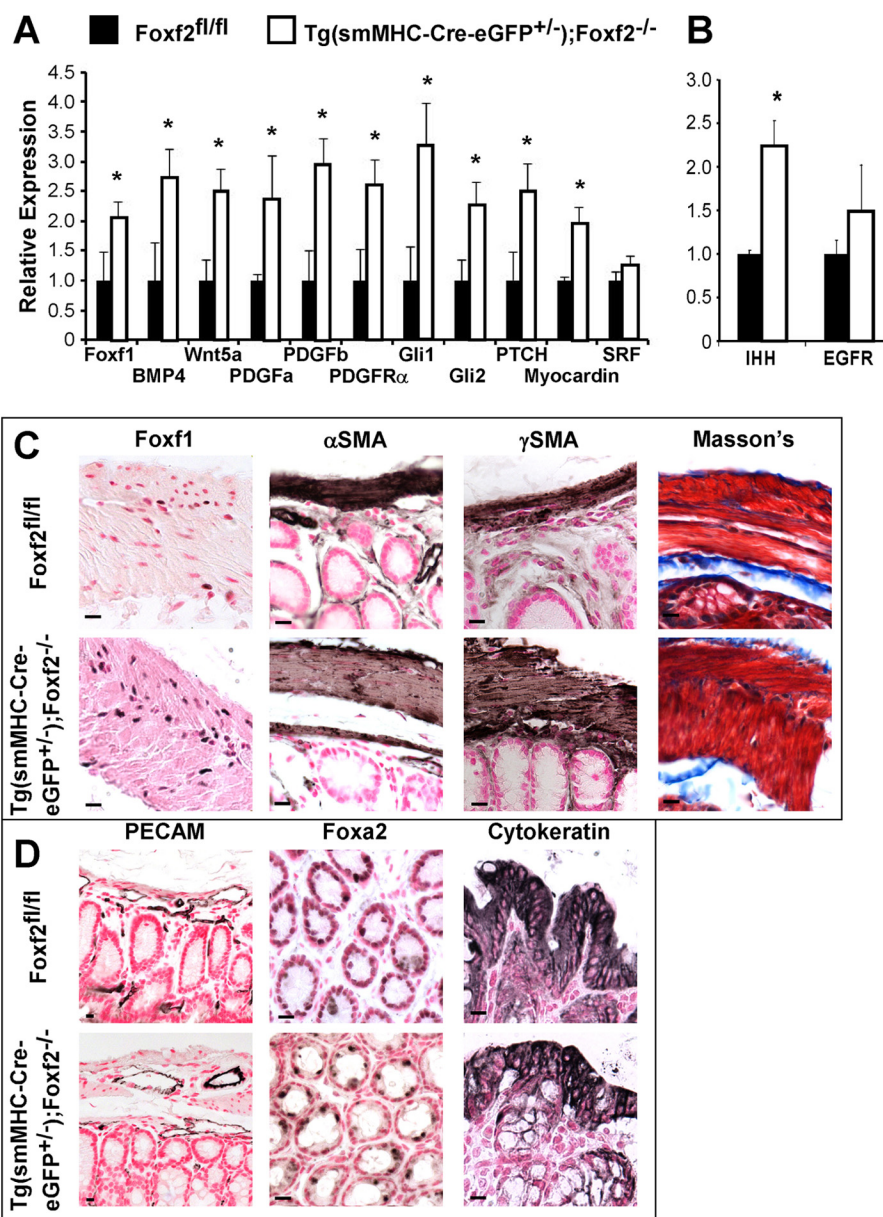 A
Foxf2fl/fl
Tg(smMHC-Cre-eGFP+/-);Foxf2-/-
B
Relative Expression
4.5
4.0
3.5
3.0
2.5
2.0
1.5
1.0
0.5
0
* * * * * * * * * *
Foxf1 Wnt5a PDGFb Gli1 PTCH SRF
BMP4 PDGFa PDGFRα Gli2 Myocardin
3.0
2.5
2.0
1.5
1.0
0.5
0
*
IHH EGFR
C
Foxf1 αSMA γSMA Masson's
Foxf2fl/fl
Tg(smMHC-Cre-
eGFP+/-);Foxf2-/-
D
PECAM Foxa2 Cytokeratin
Foxf2fl/fl
Tg(smMHC-Cre-
eGFP+/-);Foxf2-/-